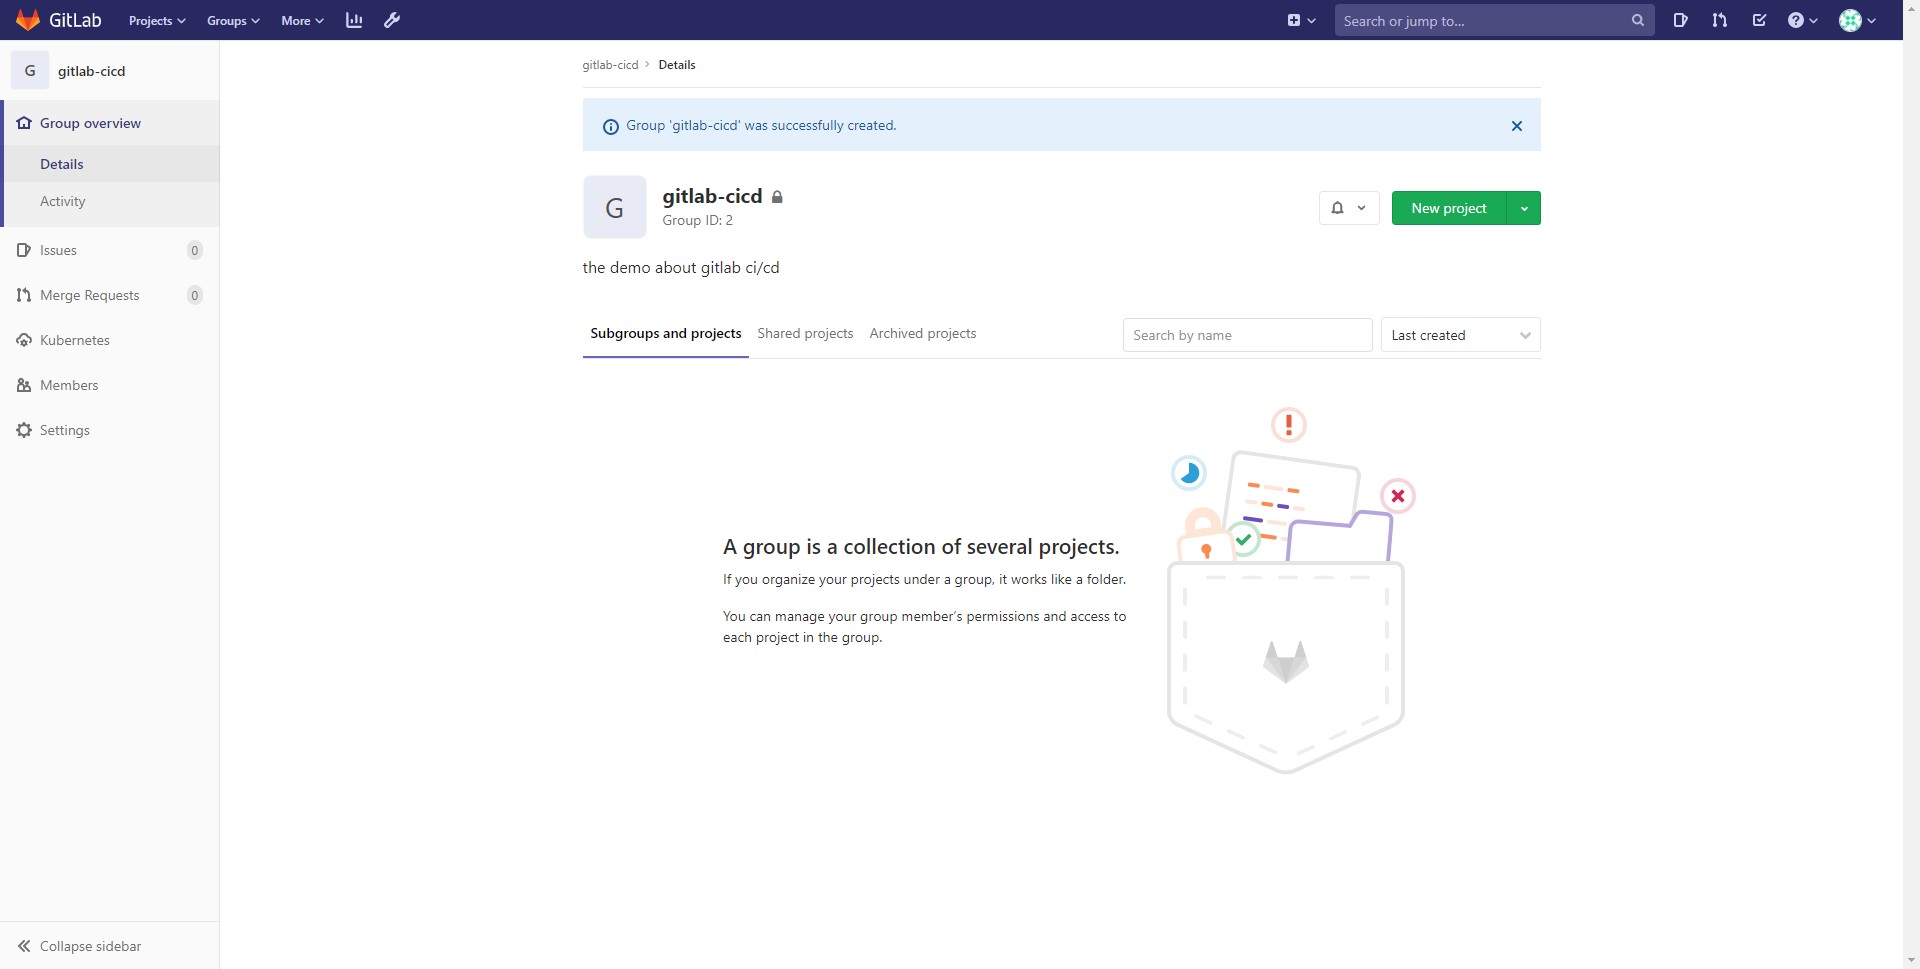 GitLab Projects Groups More Search or jump to...
G gitlab-cicd
Group overview
Details
Activity
Issues 0
Merge Requests 0
Kubernetes
Members
Settings
Collapse sidebar
gitlab-cicd Details
Group 'gitlab-cicd' was successfully created.
G
gitlab-cicd
Group ID: 2
New project
the demo about gitlab ci/cd
Subgroups and projects Shared projects Archived projects Search by name Last created
A group is a collection of several projects.
If you organize your projects under a group, it works like a folder.
You can manage your group member’s permissions and access to
each project in the group.